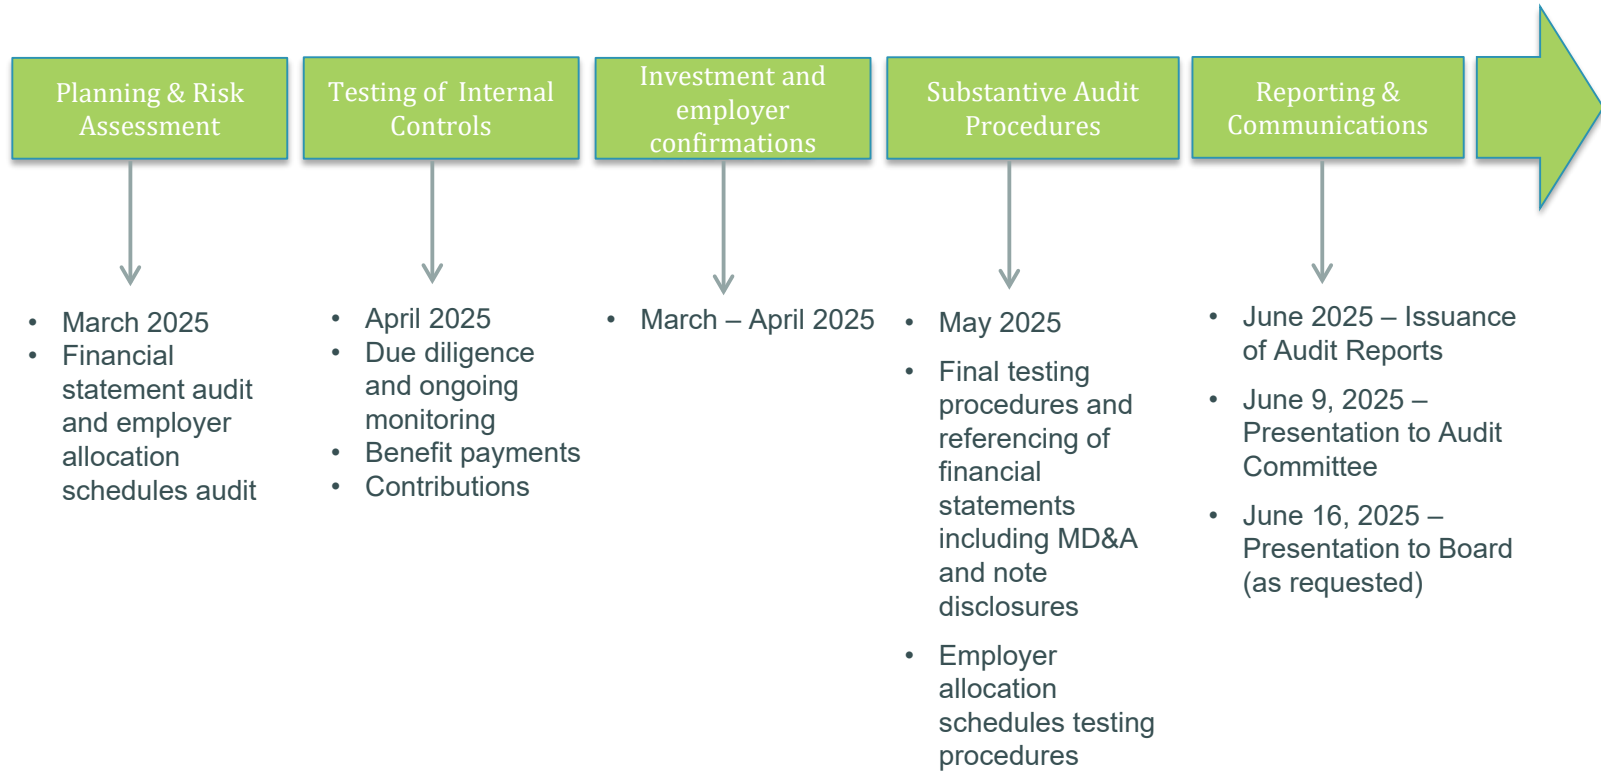 Planning & Risk
Assessment
Testing of Internal
Controls
Investment and
employer
confirmations
Substantive Audit
Procedures
Reporting &
Communications
• March 2025
• Financial
statement audit
and employer
allocation
schedules audit
• April 2025
• Due diligence
and ongoing
monitoring
• Benefit payments
• Contributions
• March – April 2025
• May 2025
• Final testing
procedures and
referencing of
financial
statements
including MD&A
and note
disclosures
• Employer
allocation
schedules testing
procedures
• June 2025 – Issuance
of Audit Reports
• June 9, 2025 –
Presentation to Audit
Committee
• June 16, 2025 –
Presentation to Board
(as requested)